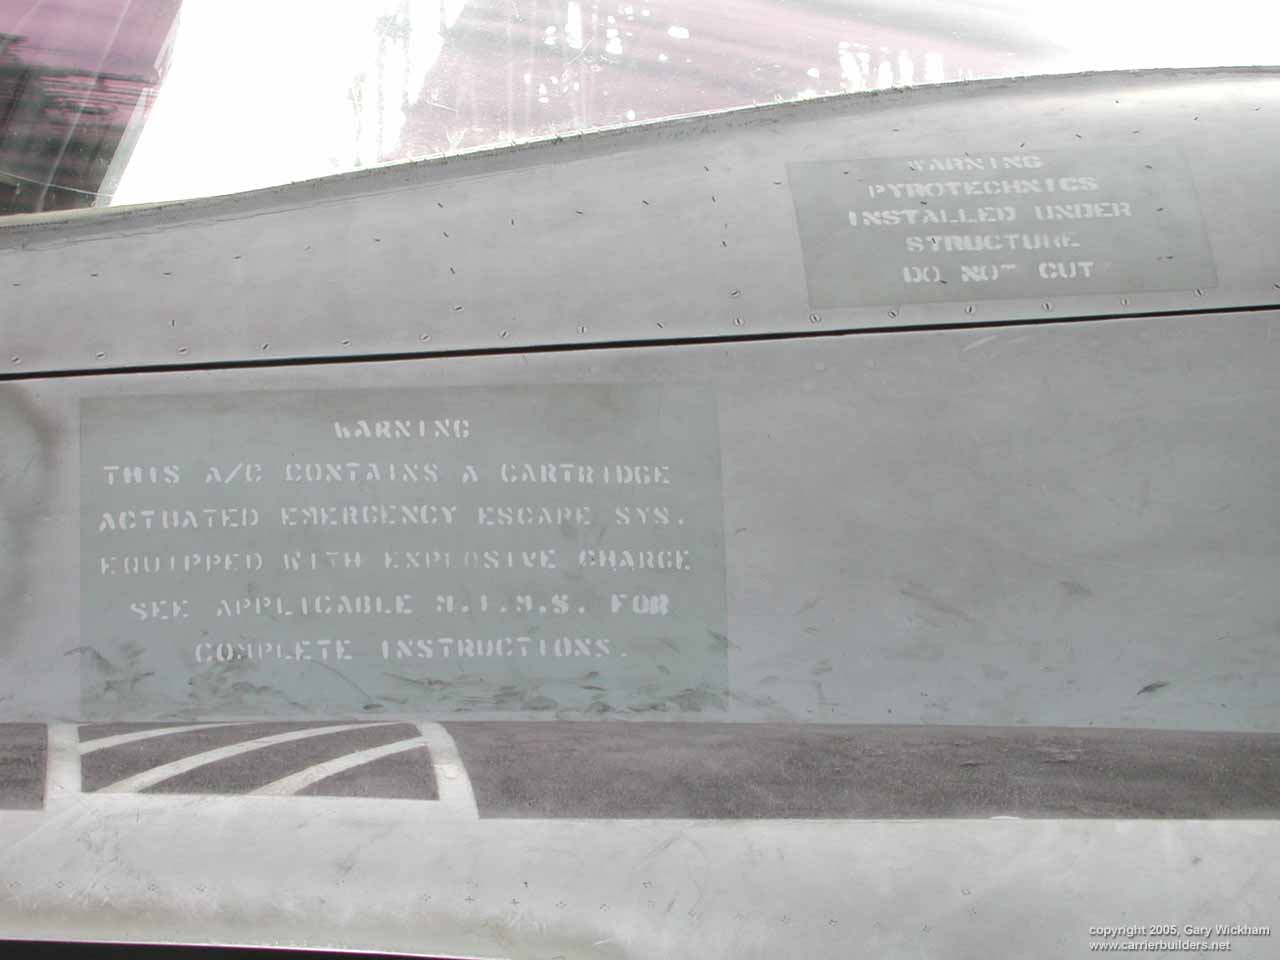 WARNING
PYROTECHNICS
INSTALLED UNDER
STRUCTURE
DO NOT CUT
WARNING
THIS A/C CONTAINS A CARTRIDGE
ACTUATED EMERGENCY ESCAPE SYS.
EQUIPPED WITH EXPLOSIVE CHARGE
SEE APPLICABLE M.I.M.S. FOR
COMPLETE INSTRUCTIONS.
copyright 2005, Gary Wickham
www.carrierbuilders.net